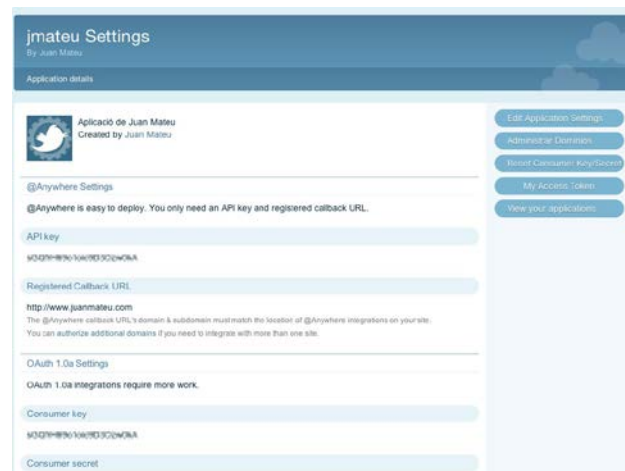 jmateu Settings
By Juan Mateu
Application details
Aplicació de Juan Mateu
Created by Juan Mateu
@Anywhere Settings
@Anywhere is easy to deploy. You only need an API key and registered callback URL.
API key
Registered Callback URL
http://www.juanmateu.com
The @Anywhere callback URL's domain & subdomain must match the location of @Anywhere integrations on your site.
You can authorize additional domains if you need to integrate with more than one site.
OAuth 1.0a Settings
OAuth 1.0a integrations require more work.
Consumer key
Consumer secret
Edit Application Settings
Administrar Dominios
Reset Consumer Key/Secret
My Access Token
View your applications